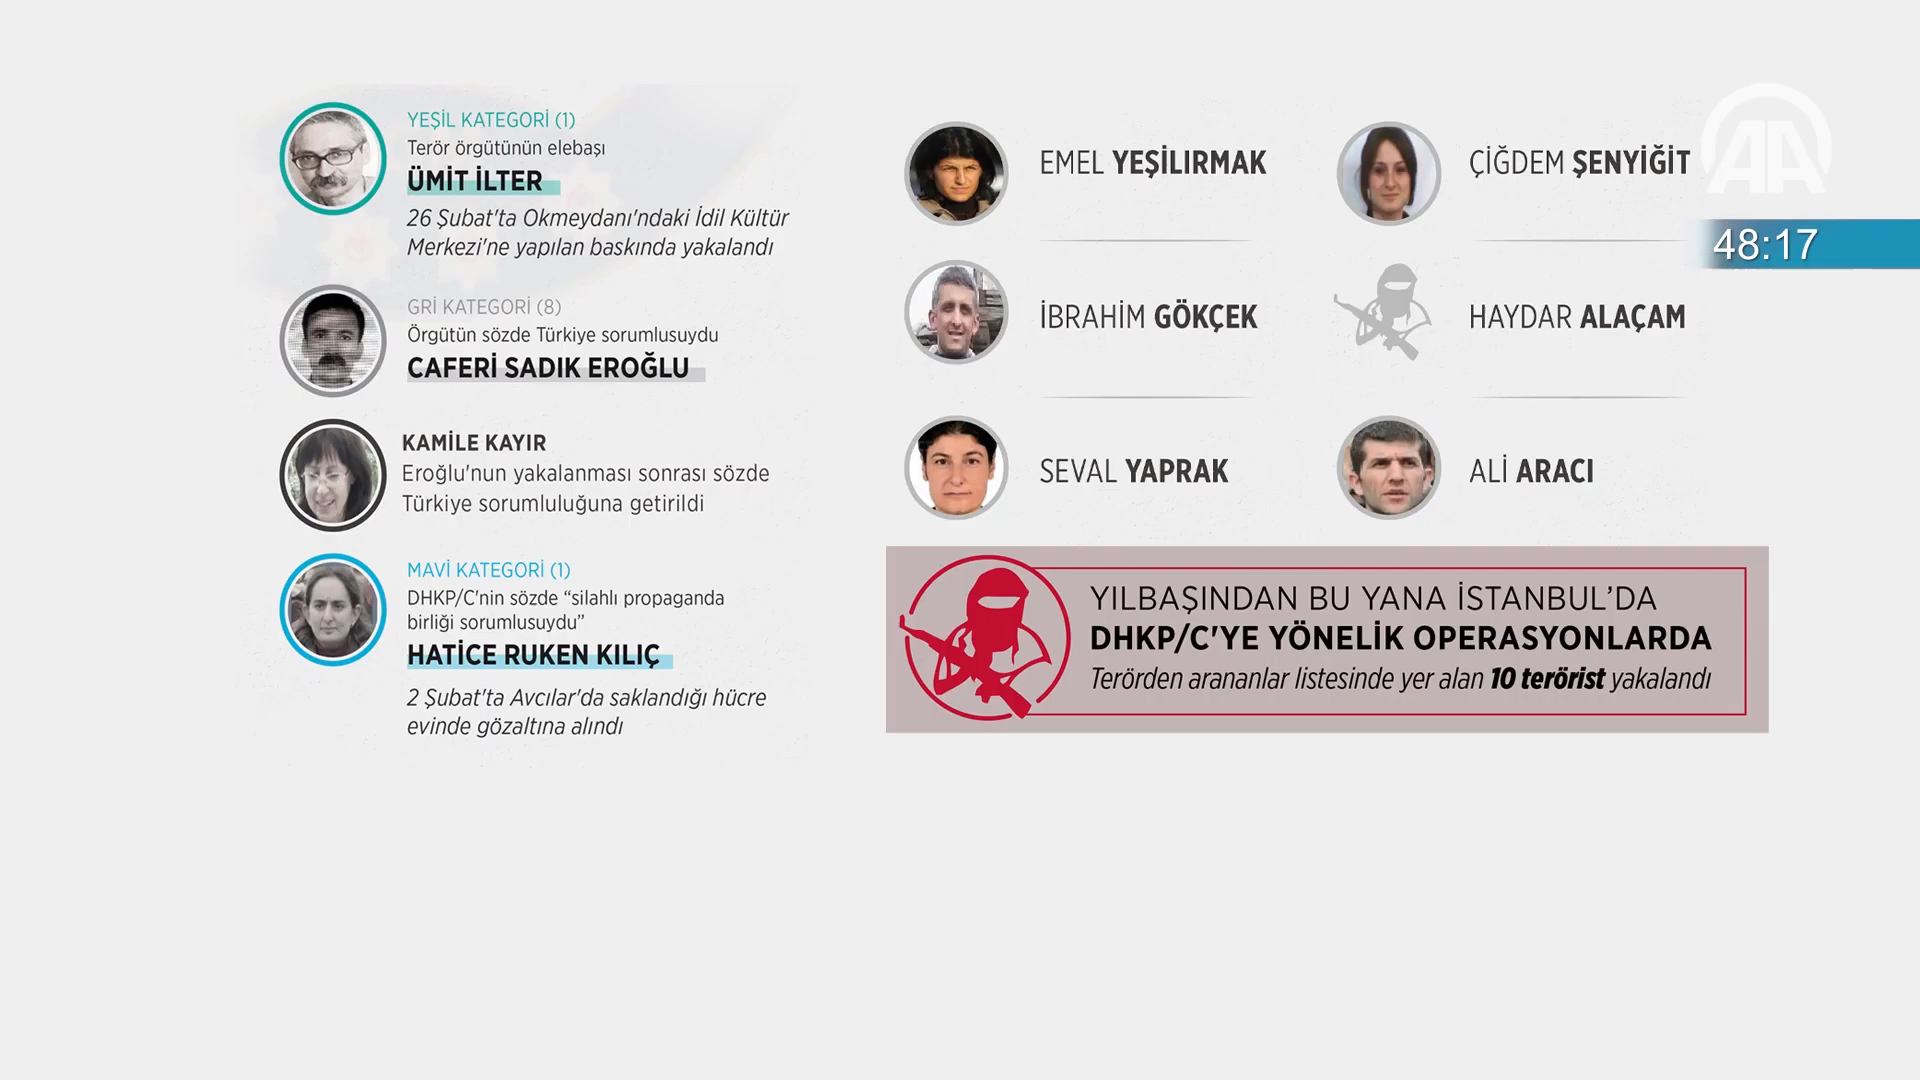 YEŞİL KATEGORİ (1)
Terör örgütünün elebaşı
ÜMİT İLTER
26 Şubat'ta Okmeydanı'ndaki İdil Kültür
Merkezi'ne yapılan baskında yakalandı
GRİ KATEGORİ (8)
Örgütün sözde Türkiye sorumlusuydu
CAFERİ SADIK EROĞLU
KAMİLE KAYIR
Eroğlu'nun yakalanması sonrası sözde
Türkiye sorumluluğuna getirildi
MAVİ KATEGORİ (1)
DHKP/C'nin sözde “silahlı propaganda
birliği sorumlusuydu”
HATİCE RUKEN KILIÇ
2 Şubat'ta Avcılar'da saklandığı hücre
evinde gözaltına alındı
EMEL YEŞİLIRMAK
ÇİĞDEM ŞENYİĞİT
İBRAHİM GÖKÇEK
HAYDAR ALAÇAM
SEVAL YAPRAK
ALİ ARACI
YILBAŞINDAN BU YANA İSTANBUL’DA
DHKP/C'YE YÖNELİK OPERASYONLARDA
Terörden arananlar listesinde yer alan 10 terörist yakalandı
AA
48:17